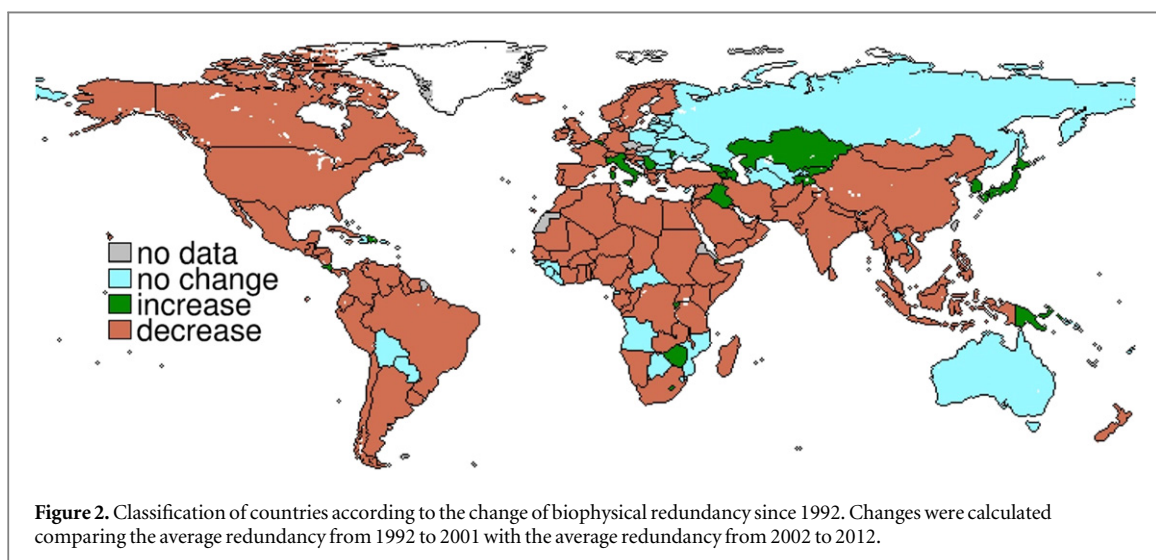 no data
no change
increase
decrease
Figure 2. Classification of countries according to the change of biophysical redundancy since 1992. Changes were calculated
comparing the average redundancy from 1992 to 2001 with the average redundancy from 2002 to 2012.